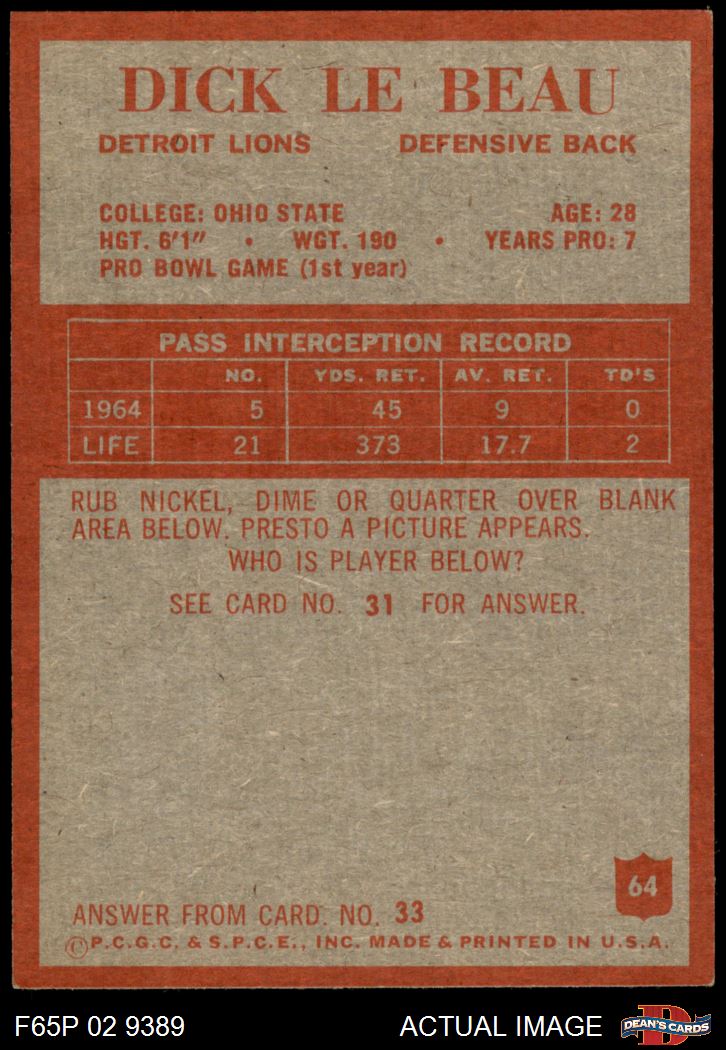 DICK LE BEAU
DETROIT LIONS DEFENSIVE BACK
COLLEGE: OHIO STATE AGE: 28
HGT. 6'1" • WGT. 190 • YEARS PRO: 7
PRO BOWL GAME (1st year)
PASS INTERCEPTION RECORD
NO. YDS. RET. AV. RET. TD'S
1964 5 45 9 0
LIFE 21 373 17.7 2
RUB NICKEL, DIME OR QUARTER OVER BLANK
AREA BELOW. PRESTO A PICTURE APPEARS.
WHO IS PLAYER BELOW?
SEE CARD NO. 31 FOR ANSWER.
64
ANSWER FROM CARD. NO. 33
©P.C.G.C. & S.P.C.E., INC. MADE & PRINTED IN U.S.A.
F65P 02 9389 ACTUAL IMAGE D DEAN'S CARDS